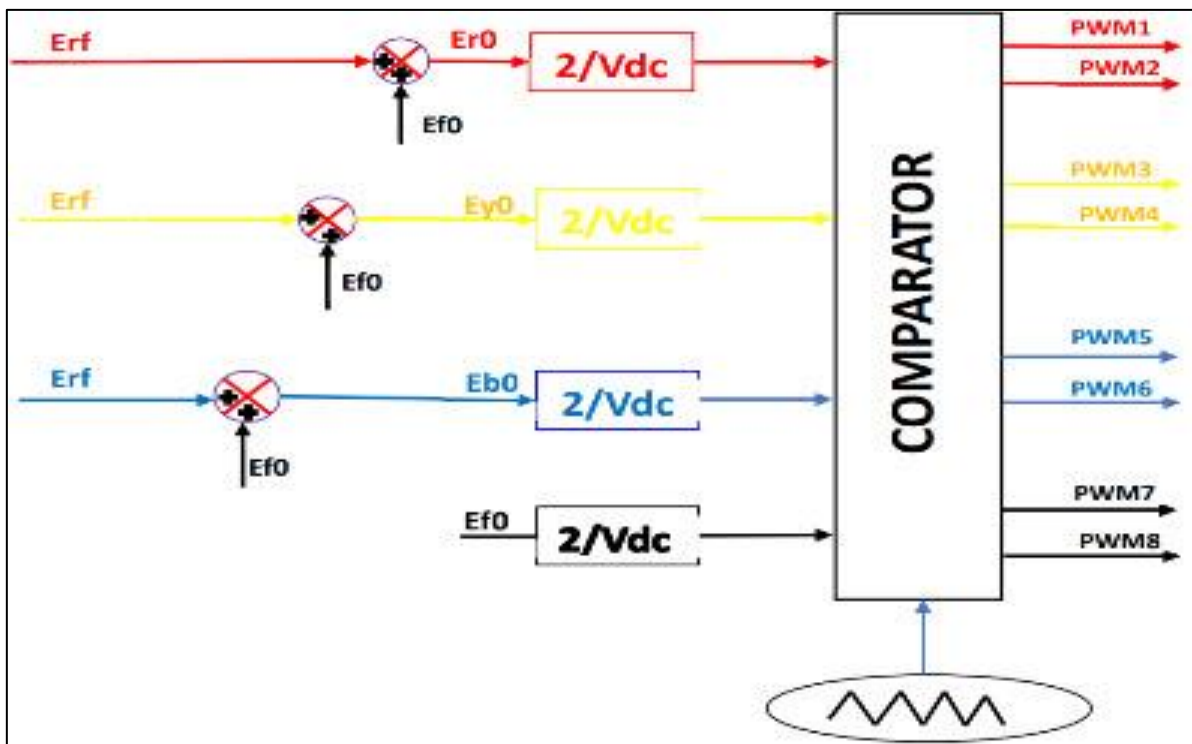 Erf
Er0
2/Vdc
PWM1
PWM2
Ef0
Erf
Ey0
2/Vdc
PWM3
PWM4
Ef0
Erf
Eb0
2/Vdc
PWM5
PWM6
Ef0
Ef0
2/Vdc
PWM7
PWM8
COMPARATOR